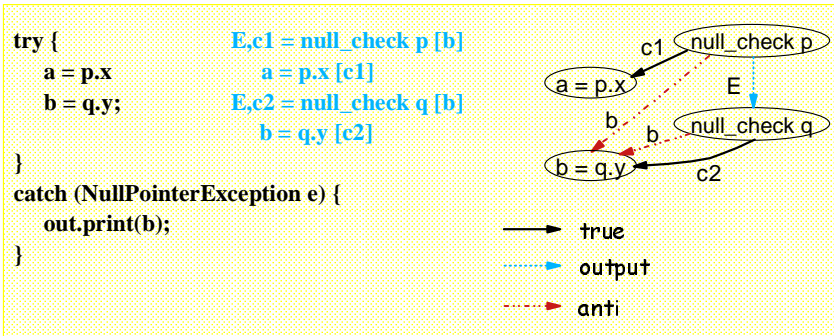 try {
a = p.x
b = q.y;
}
catch (NullPointerException e) {
out.print(b);
}
E,c1 = null_check p [b]
a = p.x [c1]
E,c2 = null_check q [b]
b = q.y [c2]
null_check p
c1
a = p.x
E
b
b
null_check q
b = q.y
c2
true
output
anti